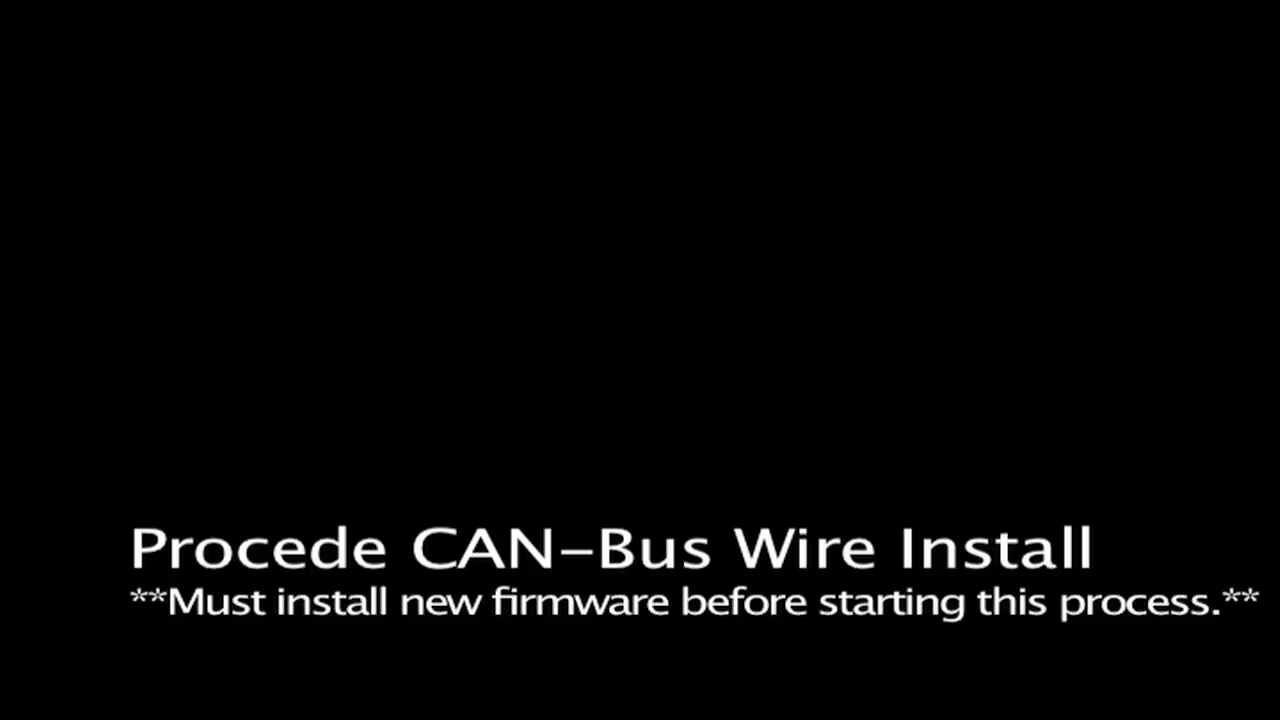 Procede CAN–Bus Wire Install
**Must install new firmware before starting this process.**